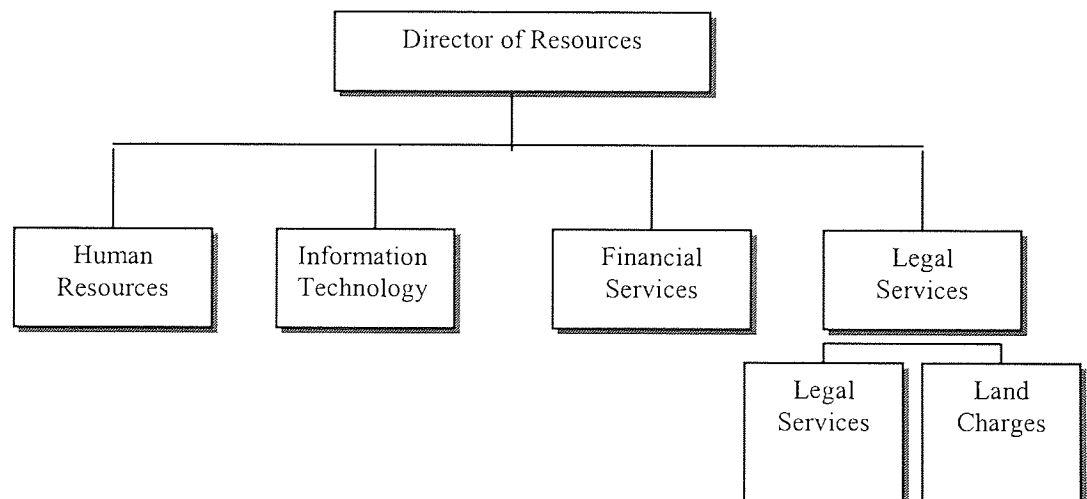 Director of Resources
Human
Resources
Information
Technology
Financial
Services
Legal
Services
Legal
Services
Land
Charges